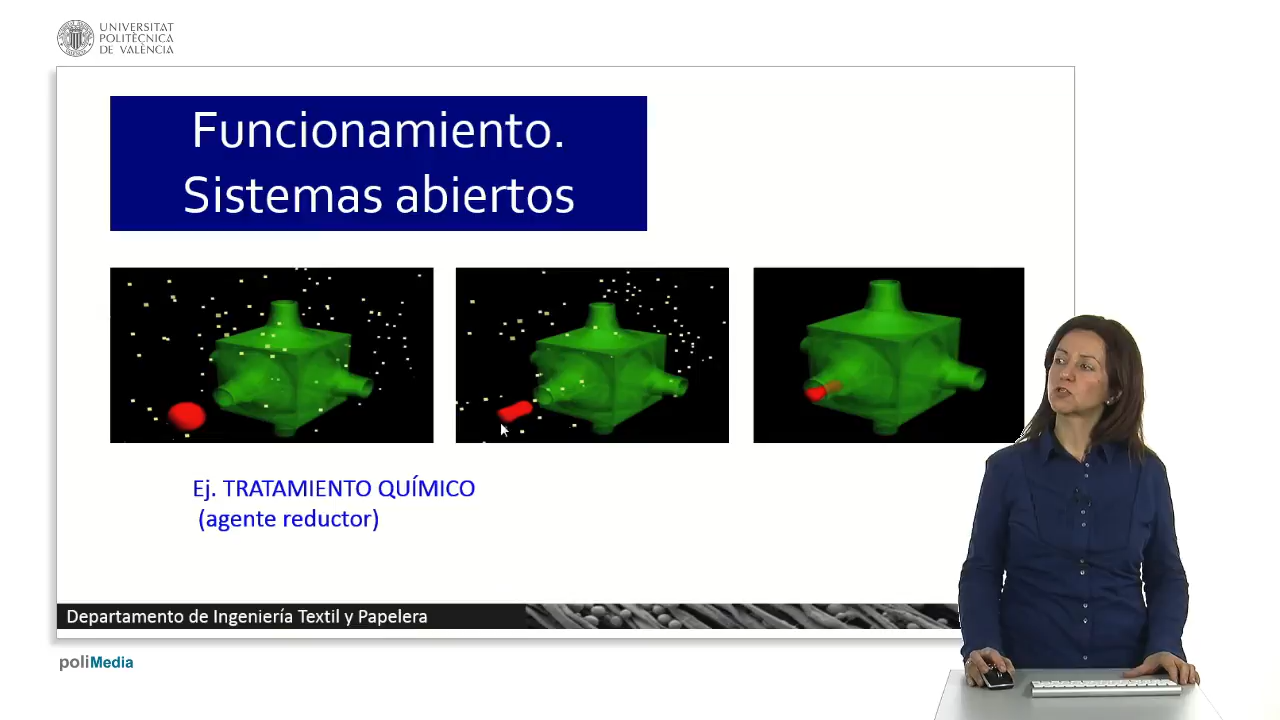 UNIVERSITAT
POLITÈCNICA
DE VALÈNCIA
Funcionamiento.
Sistemas abiertos
Ej. TRATAMIENTO QUÍMICO
(agente reductor)
Departamento de Ingeniería Textil y Papelera
poliMedia